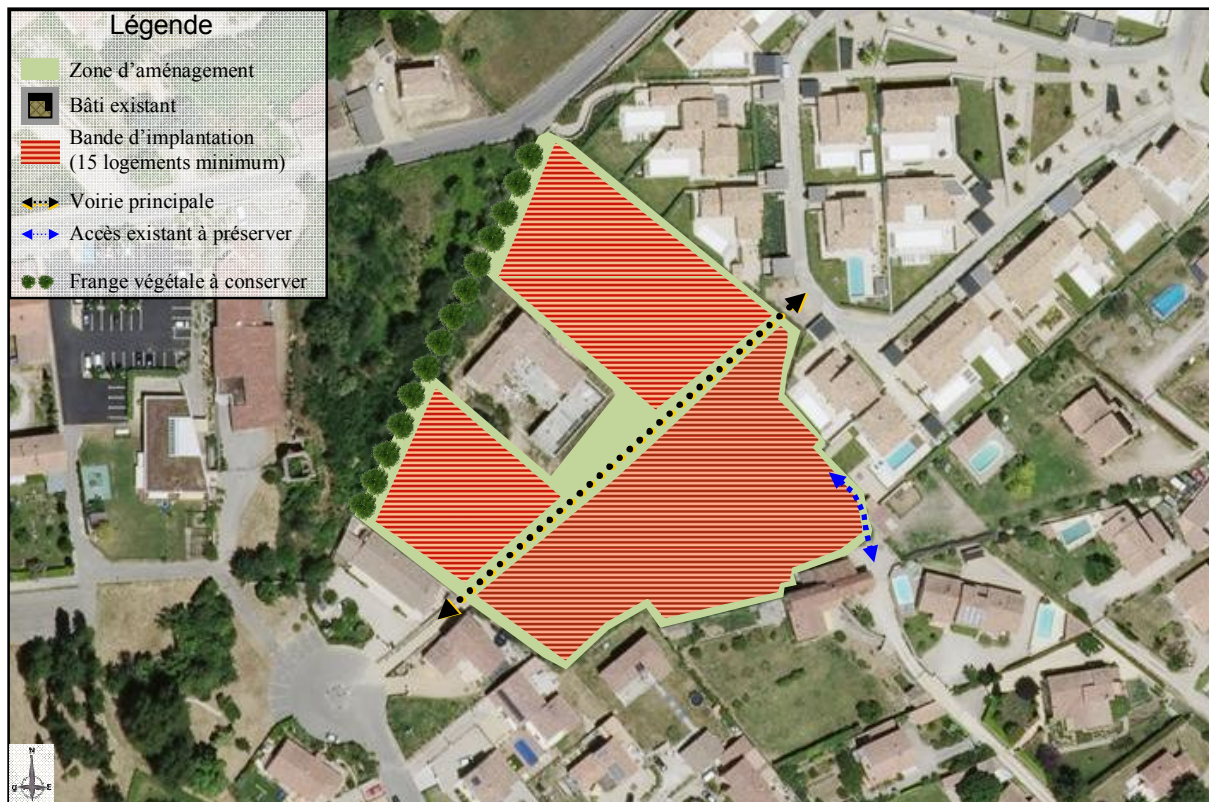 Légende
Zone d'aménagement
Bâti existant
Bande d'implantation
(15 logements minimum)
Voirie principale
Accès existant à préserver
Frange végétale à conserver
N
E